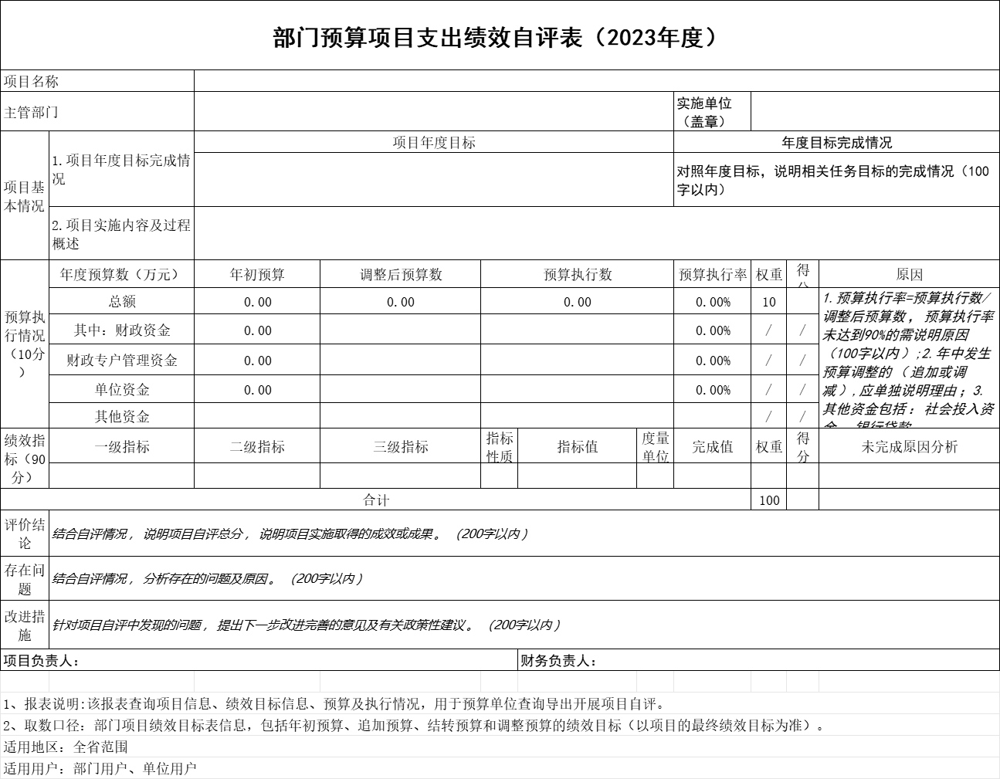 部门预算项目支出绩效自评表（2023年度）
项目名称
主管部门
实施单位
（盖章）
项目基
本情况
1.项目年度目标完成情
况
项目年度目标
年度目标完成情况
对照年度目标，说明相关任务目标的完成情况（100
字以内）
2.项目实施内容及过程
概述
预算执
行情况
（10分
）
年度预算数（万元）
年初预算
调整后预算数
预算执行数
预算执行率
权重
得
分
原因
总额
0.00
0.00
0.00
0.00%
10
其中：财政资金
0.00
0.00%
/
/
财政专户管理资金
0.00
0.00%
/
/
单位资金
0.00
0.00%
/
/
其他资金
/
/
1.预算执行率=预算执行数/
调整后预算数，预算执行率
未达到90%的需说明原因
（100字以内）;2.年中发生
预算调整的（追加或调
减）,应单独说明理由；3.
其他资金包括：社会投入资
金、银行贷款
绩效指
标（90
分）
一级指标
二级指标
三级指标
指标
性质
指标值
度量
单位
完成值
权重
得
分
未完成原因分析
合计
100
评价结
论
结合自评情况，说明项目自评总分，说明项目实施取得的成效或成果。（200字以内）
存在问
题
结合自评情况，分析存在的问题及原因。（200字以内）
改进措
施
针对项目自评中发现的问题，提出下一步改进完善的意见及有关政策性建议。（200字以内）
项目负责人：
财务负责人：
1、报表说明:该报表查询项目信息、绩效目标信息、预算及执行情况，用于预算单位查询导出开展项目自评。
2、取数口径：部门项目绩效目标表信息，包括年初预算、追加预算、结转预算和调整预算的绩效目标（以项目的最终绩效目标为准）。
适用地区：全省范围
适用用户：部门用户、单位用户